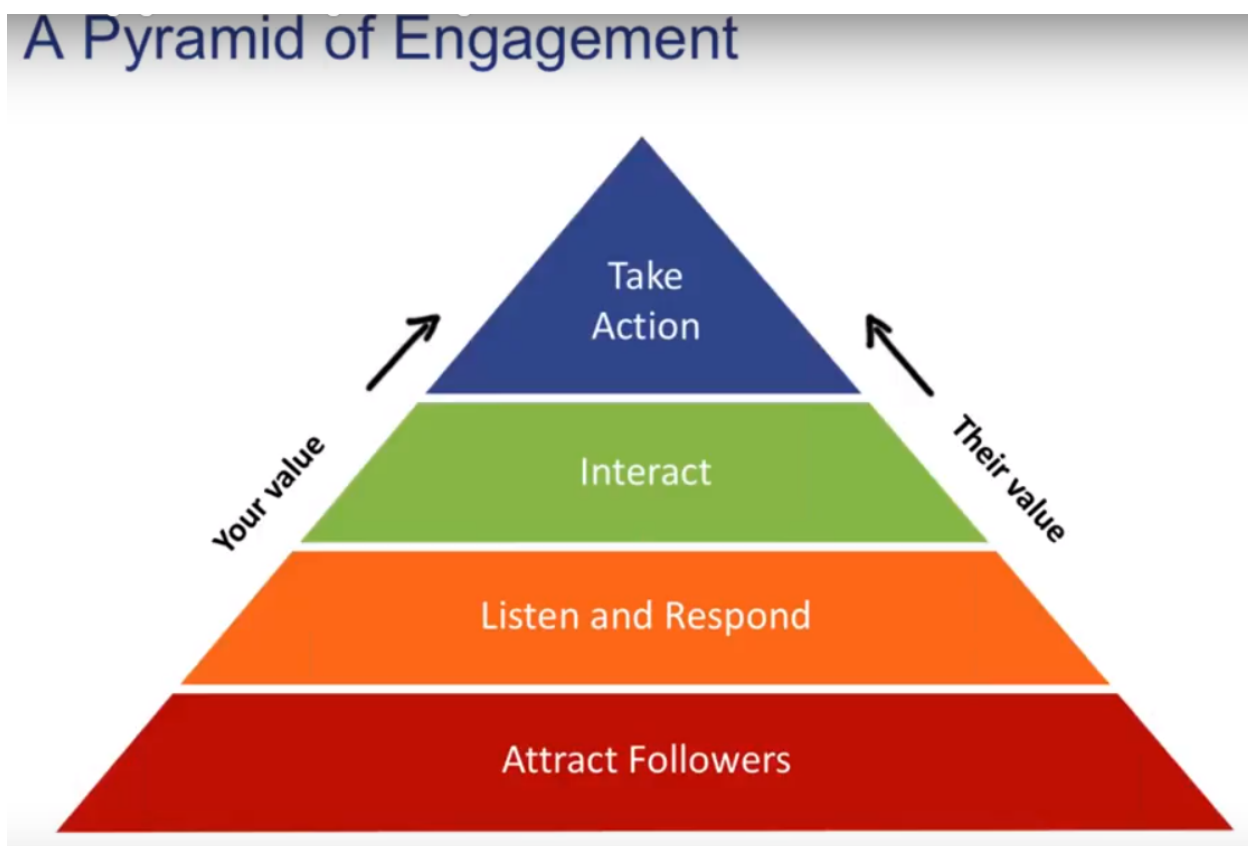 A Pyramid of Engagement
Take
Action
Your value
Their value
Interact
Listen and Respond
Attract Followers